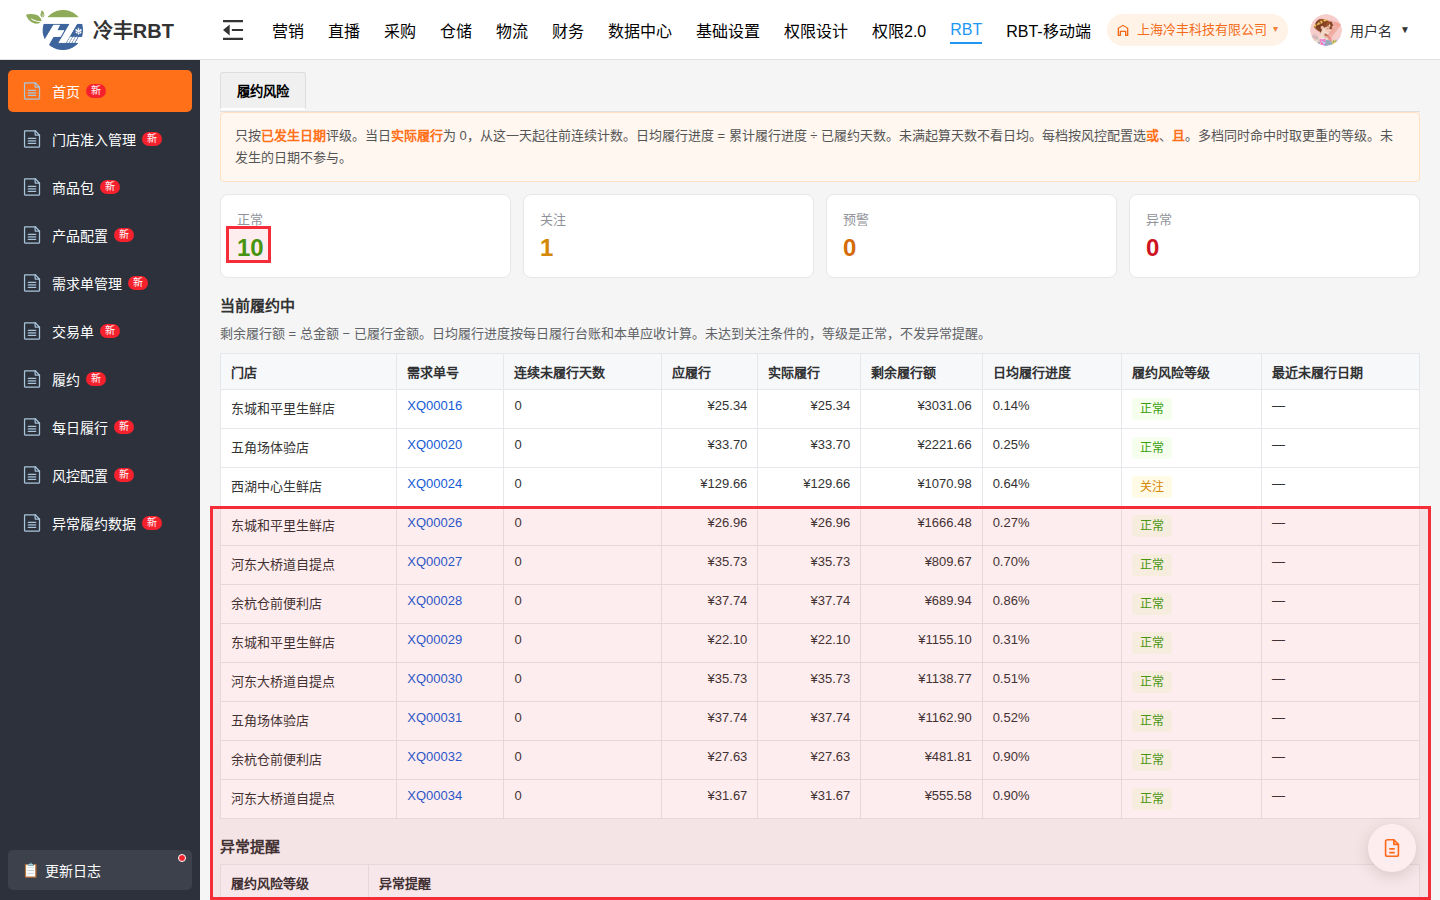 冷丰RBT
营销 直播 采购 仓储 物流 财务 数据中心 基础设置 权限设计 权限2.0 RBT RBT-移动端
上海冷丰科技有限公司 ▾
用户名 ▼
首页 新
门店准入管理 新
商品包 新
产品配置 新
需求单管理 新
交易单 新
履约 新
每日履行 新
风控配置 新
异常履约数据 新
更新日志
履约风险
只按已发生日期评级。当日实际履行为 0，从这一天起往前连续计数。日均履行进度 = 累计履行进度 ÷ 已履约天数。未满起算天数不看日均。每档按风控配置选或、且。多档同时命中时取更重的等级。未
发生的日期不参与。
正常 关注 预警 异常
10 1 0 0
当前履约中
剩余履行额 = 总金额 − 已履行金额。日均履行进度按每日履行台账和本单应收计算。未达到关注条件的，等级是正常，不发异常提醒。
门店 需求单号 连续未履行天数 应履行 实际履行 剩余履行额 日均履行进度 履约风险等级 最近未履行日期
东城和平里生鲜店 XQ00016 0 ¥25.34 ¥25.34 ¥3031.06 0.14% 正常 —
五角场体验店 XQ00020 0 ¥33.70 ¥33.70 ¥2221.66 0.25% 正常 —
西湖中心生鲜店 XQ00024 0 ¥129.66 ¥129.66 ¥1070.98 0.64% 关注 —
东城和平里生鲜店 XQ00026 0 ¥26.96 ¥26.96 ¥1666.48 0.27% 正常 —
河东大桥道自提点 XQ00027 0 ¥35.73 ¥35.73 ¥809.67 0.70% 正常 —
余杭仓前便利店 XQ00028 0 ¥37.74 ¥37.74 ¥689.94 0.86% 正常 —
东城和平里生鲜店 XQ00029 0 ¥22.10 ¥22.10 ¥1155.10 0.31% 正常 —
河东大桥道自提点 XQ00030 0 ¥35.73 ¥35.73 ¥1138.77 0.51% 正常 —
五角场体验店 XQ00031 0 ¥37.74 ¥37.74 ¥1162.90 0.52% 正常 —
余杭仓前便利店 XQ00032 0 ¥27.63 ¥27.63 ¥481.81 0.90% 正常 —
河东大桥道自提点 XQ00034 0 ¥31.67 ¥31.67 ¥555.58 0.90% 正常 —
异常提醒
履约风险等级 异常提醒